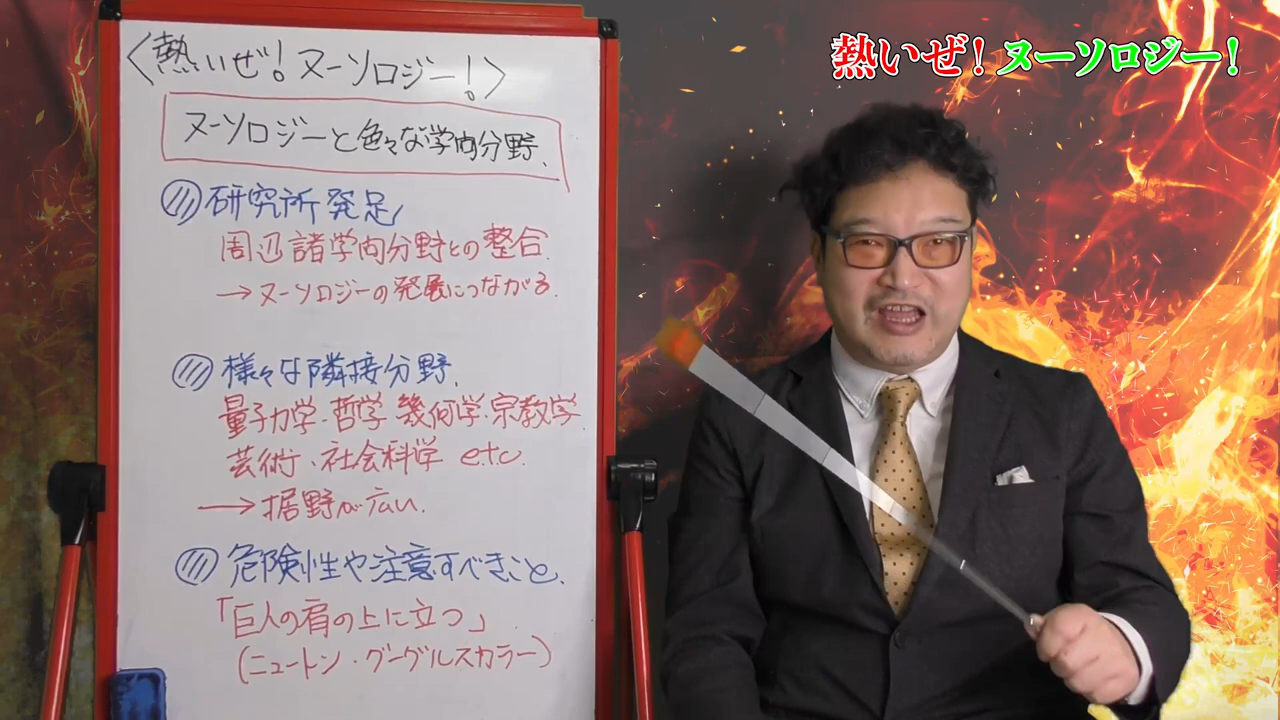 〈熱いぜ!ヌーソロジー!〉
ヌーソロジーと色々な学問分野.
研究所発足
周辺諸学問分野との整合.
→ヌーソロジーの発展につながる.
様々な隣接分野.
量子力学・哲学・幾何学・宗教学
芸術、社会科学 e.t.c.
→裾野が広い.
危険性や注意すべきこと.
「巨人の肩の上に立つ」
(ニュートン・グーグルスカラー)
熱いぜ!ヌーソロジー!